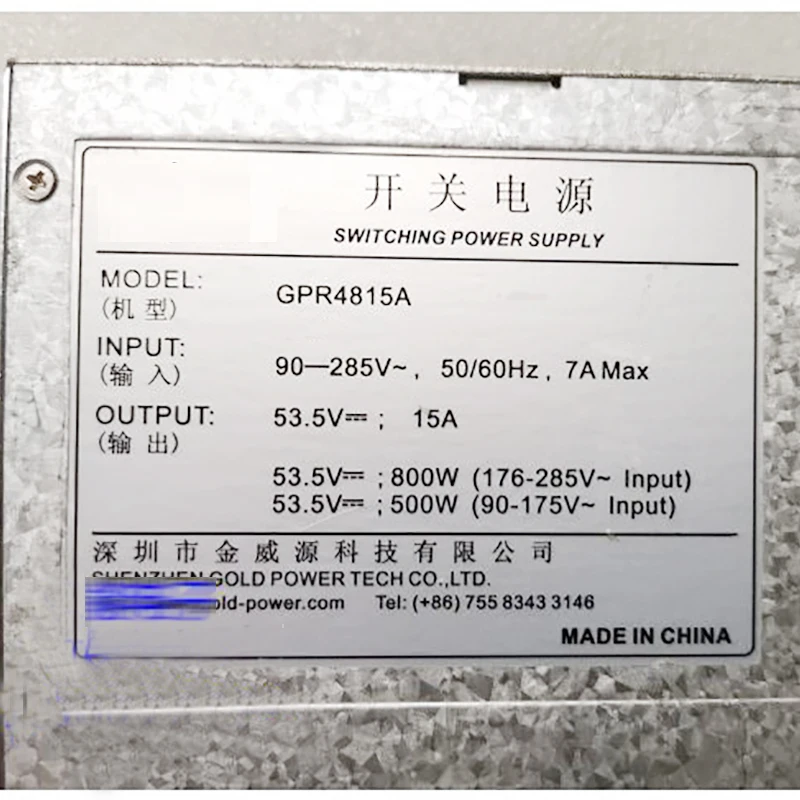 开关电源
SWITCHING POWER SUPPLY
MODEL: GPR4815A
(机型)
INPUT: 90—285V~, 50/60Hz, 7A Max
(输入)
OUTPUT: 53.5V⎓; 15A
(输出)
53.5V⎓; 800W (176-285V~ Input)
53.5V⎓; 500W (90-175V~ Input)
深圳市金威源科技有限公司
SHENZHEN GOLD POWER TECH CO.,LTD.
old-power.com Tel: (+86) 755 8343 3146
MADE IN CHINA